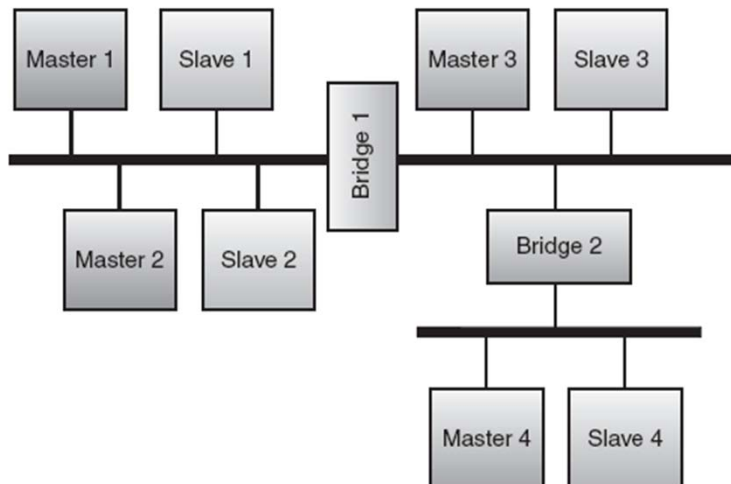 Master 1
Slave 1
Bridge 1
Master 3
Slave 3
Master 2
Slave 2
Bridge 2
Master 4
Slave 4